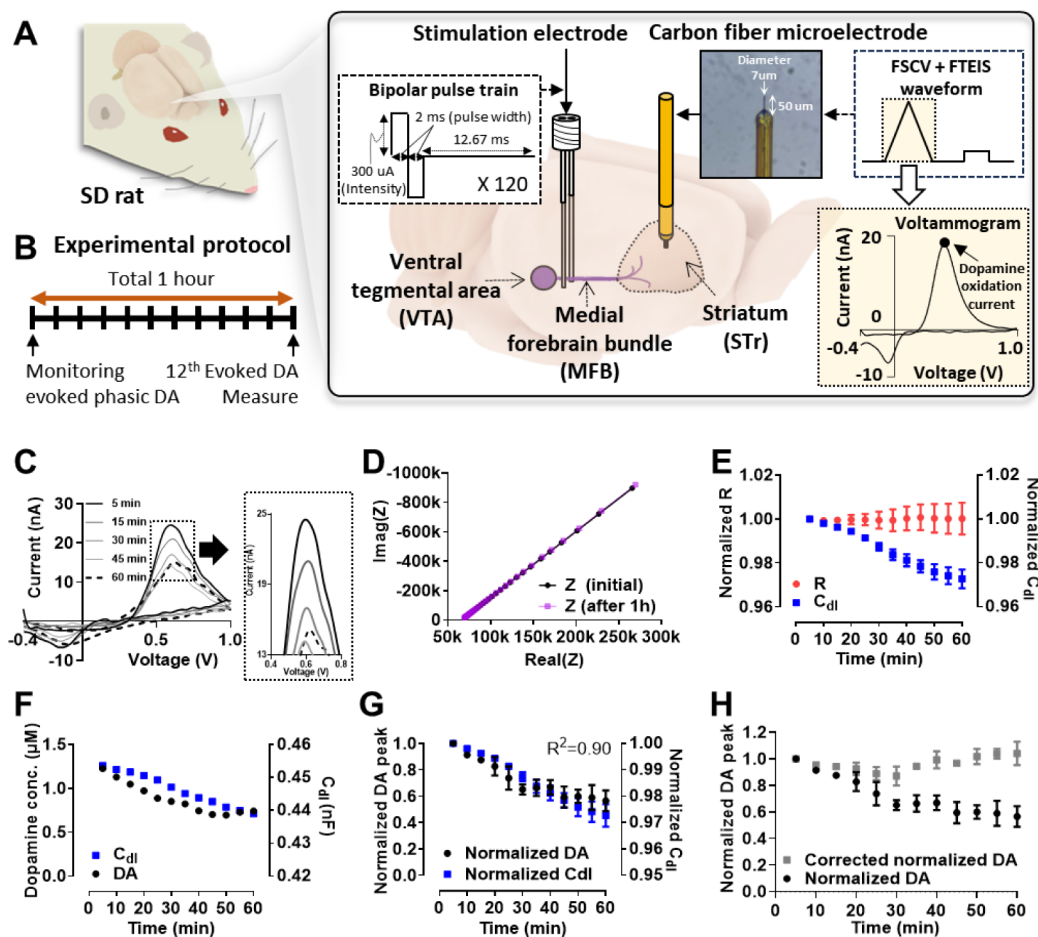 A
SD rat
Stimulation electrode
Carbon fiber microelectrode
Bipolar pulse train
2 ms (pulse width)
12.67 ms
300 uA
(Intensity)
X 120
Diameter
7um
50 um
FSCV + FTEIS
waveform
Ventral
tegmental area
(VTA)
Medial
forebrain bundle
(MFB)
Striatum
(STr)
Voltammogram
Current (nA)
20
0
-10
-0.4
1.0
Voltage (V)
Dopamine
oxidation
current
B
Experimental protocol
Total 1 hour
Monitoring
evoked phasic DA
12th Evoked DA
Measure
C
Current (nA)
30
20
10
-10
-0.4
0.5
1.0
Voltage (V)
5 min
15 min
30 min
45 min
60 min
25
19
13
Current (nA)
0.4
0.6
0.8
Voltage (V)
D
Imag(Z)
-1000k
-800k
-600k
-400k
-200k
0
50k 100k 150k 200k 250k 300k
Real(Z)
Z (initial)
Z (after 1h)
E
Normalized R
1.02
1.00
0.98
0.96
R
Cdl
1.02
1.00
0.98
0.96
Normalized Cdl
0 10 20 30 40 50 60
Time (min)
F
Dopamine conc. (µM)
1.5
1.0
0.5
0.0
Cdl
DA
0.46
0.45
0.44
0.43
0.42
Cdl (nF)
0 10 20 30 40 50 60
Time (min)
G
Normalized DA peak
1.0
0.8
0.6
0.4
0.2
0.0
R2=0.90
Normalized DA
Normalized Cdl
1.00
0.99
0.98
0.97
0.96
0.95
Normalized Cdl
0 10 20 30 40 50 60
Time (min)
H
Normalized DA peak
1.2
1.0
0.8
0.6
0.4
0.2
0.0
Corrected normalized DA
Normalized DA
0 10 20 30 40 50 60
Time (min)